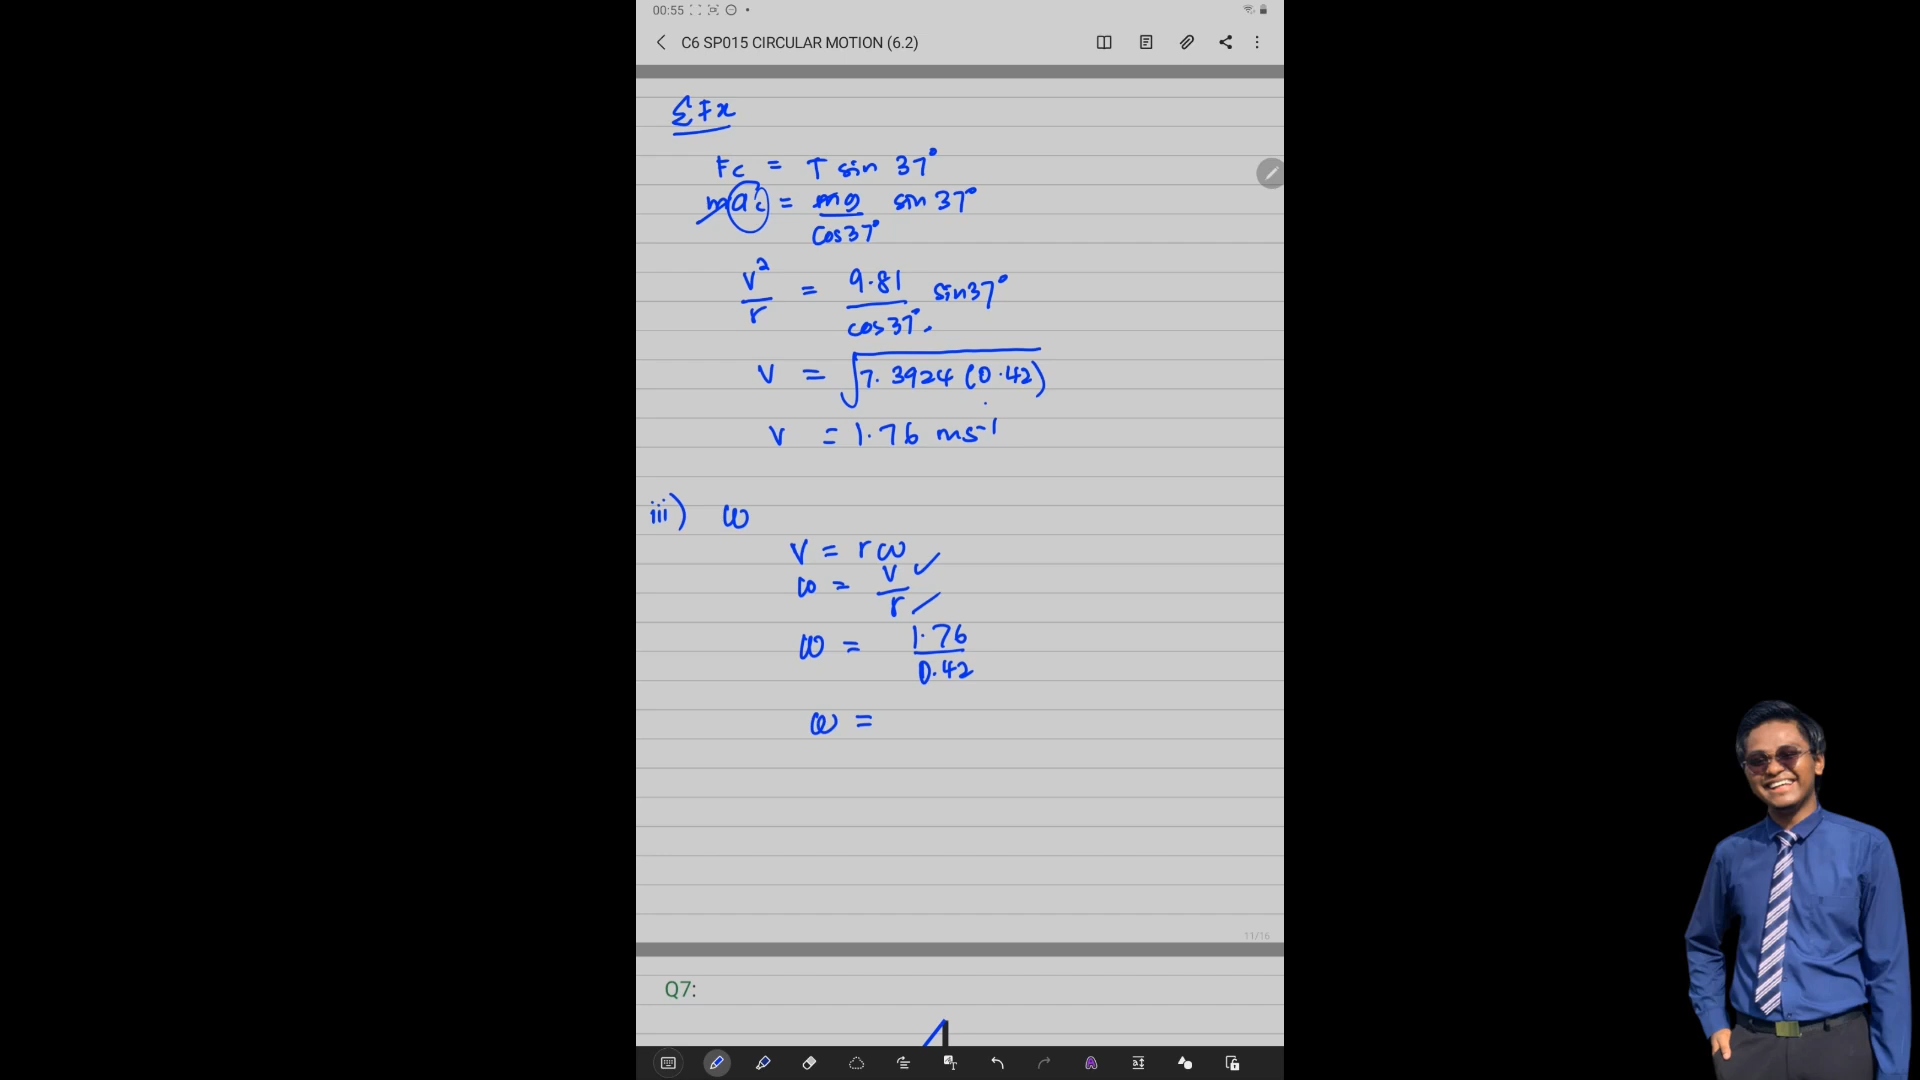 00:55
C6 SP015 CIRCULAR MOTION (6.2)
ΣFx
Fc = T sin 37°
mac = mg/cos37° sin 37°
v²/r = 9.81/cos37° sin37°
v = √7.3924 (0.42)
v = 1.76 ms⁻¹
iii) ω
v = rω
ω = v/r
ω = 1.76/0.42
ω =
11/16
Q7: